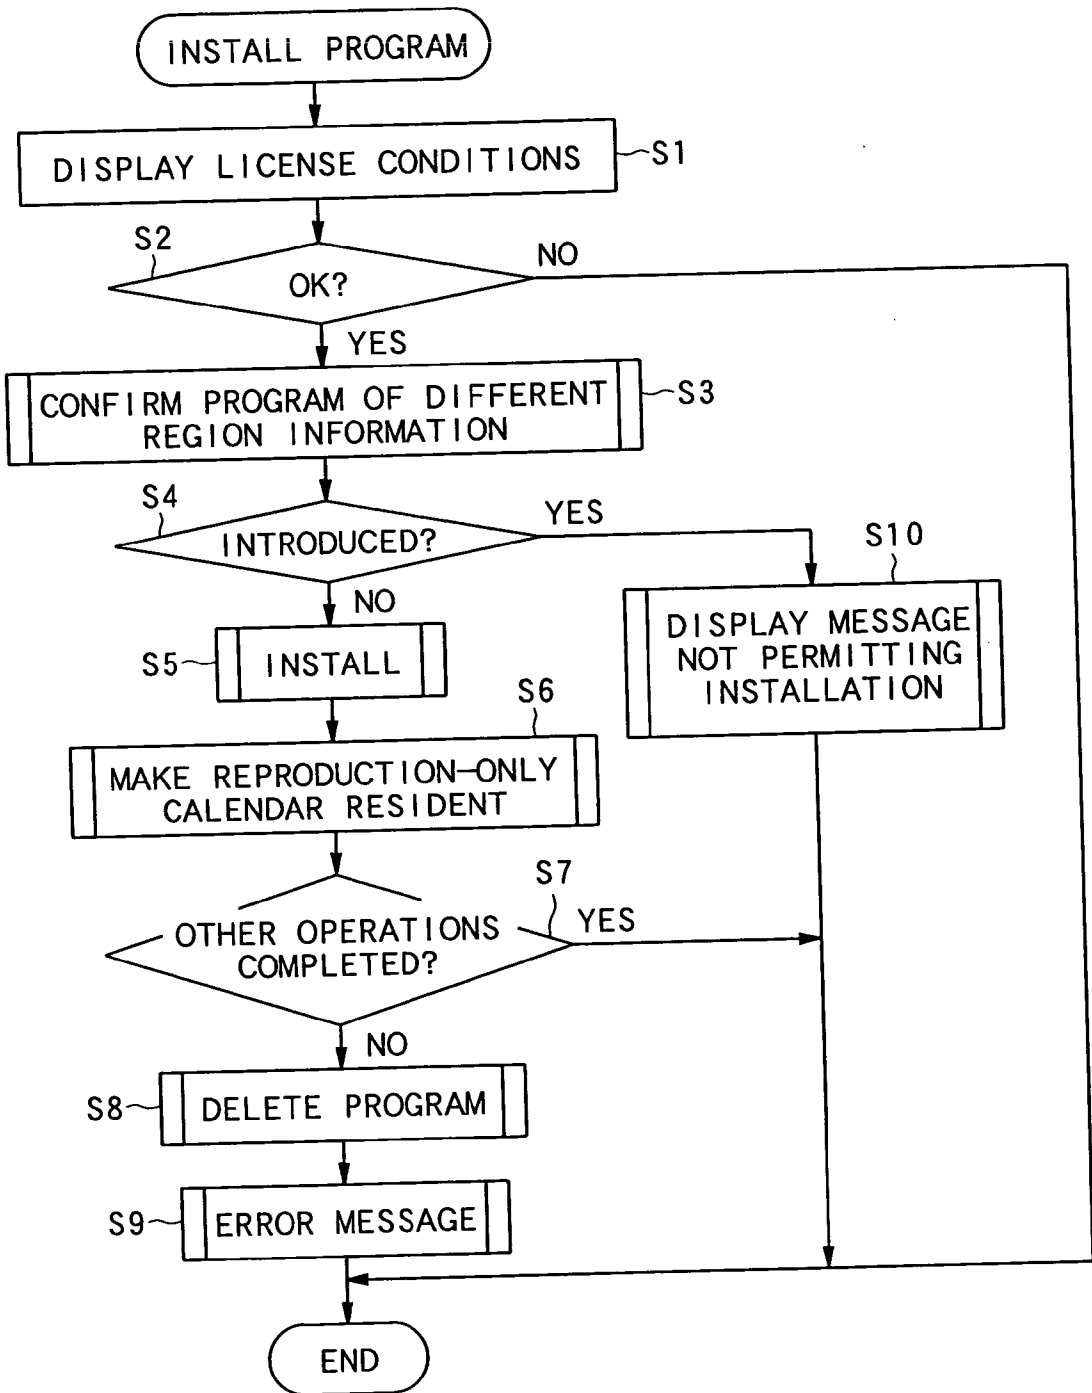 INSTALL PROGRAM
DISPLAY LICENSE CONDITIONS
S1
S2
OK?
NO
YES
CONFIRM PROGRAM OF DIFFERENT
REGION INFORMATION
S3
S4
INTRODUCED?
YES
NO
S10
DISPLAY MESSAGE
NOT PERMITTING
INSTALLATION
S5
INSTALL
S6
MAKE REPRODUCTION-ONLY
CALENDAR RESIDENT
S7
OTHER OPERATIONS
COMPLETED?
YES
NO
S8
DELETE PROGRAM
S9
ERROR MESSAGE
END